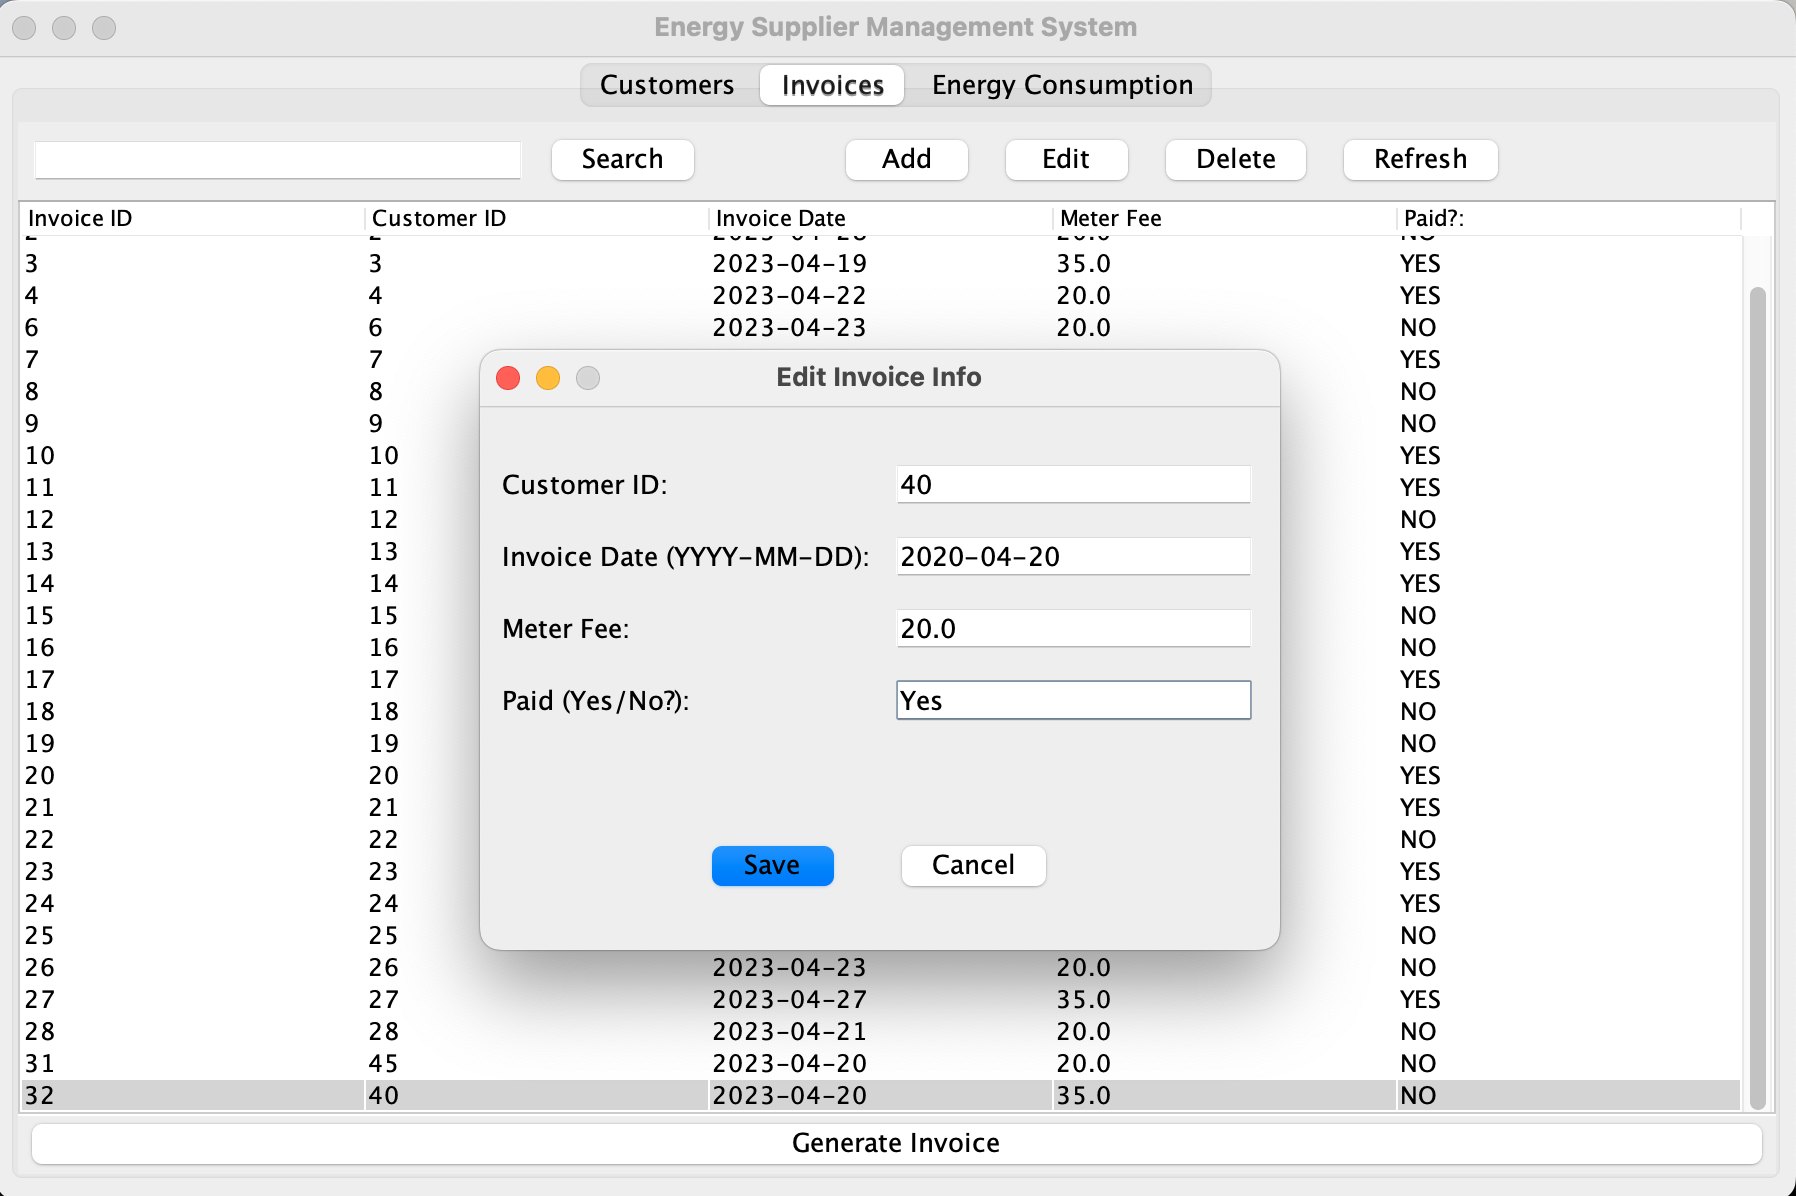 Energy Supplier Management System
Customers Invoices Energy Consumption
Search Add Edit Delete Refresh
Invoice ID Customer ID Invoice Date Meter Fee Paid?:
3 3 2023-04-19 35.0 YES
4 4 2023-04-22 20.0 YES
6 6 2023-04-23 20.0 NO
7 7 YES
8 8 NO
9 9 NO
10 10 YES
11 11 YES
12 12 NO
13 13 YES
14 14 YES
15 15 NO
16 16 NO
17 17 YES
18 18 NO
19 19 NO
20 20 YES
21 21 YES
22 22 NO
23 23 YES
24 24 YES
25 25 NO
26 26 2023-04-23 20.0 NO
27 27 2023-04-27 35.0 YES
28 28 2023-04-21 20.0 NO
31 45 2023-04-20 20.0 NO
32 40 2023-04-20 35.0 NO
Generate Invoice
Edit Invoice Info
Customer ID: 40
Invoice Date (YYYY-MM-DD): 2020-04-20
Meter Fee: 20.0
Paid (Yes/No?): Yes
Save Cancel